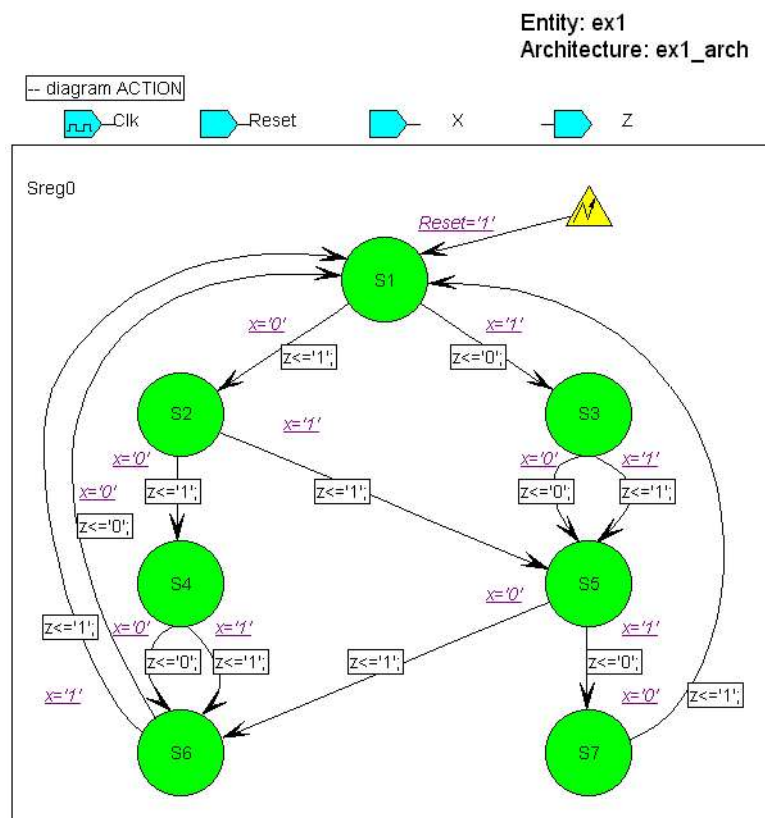 Entity: ex1
Architecture: ex1_arch
-- diagram ACTION
Clk Reset X Z
Sreg0
Reset='1'
S1
x='0' x='1'
z<='1'; z<='0';
S2 S3
x='1'
x='0' x='0' x='1'
z<='1'; z<='1'; z<='0'; z<='1';
x='0'
z<='0';
S4 S5
x='0'
x='0' x='1' x='1'
z<='1';
z<='0'; z<='1'; z<='1'; z<='0';
x='1' x='0'
z<='1';
S6 S7